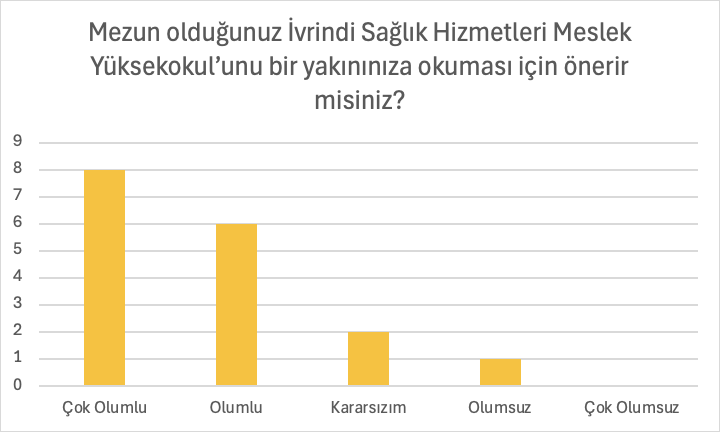 Mezun olduğunuz İvrindi Sağlık Hizmetleri Meslek
Yüksekokul’unu bir yakınınıza okuması için önerir
misiniz?
9
8
7
6
5
4
3
2
1
0
Çok Olumlu
Olumlu
Kararsızım
Olumsuz
Çok Olumsuz